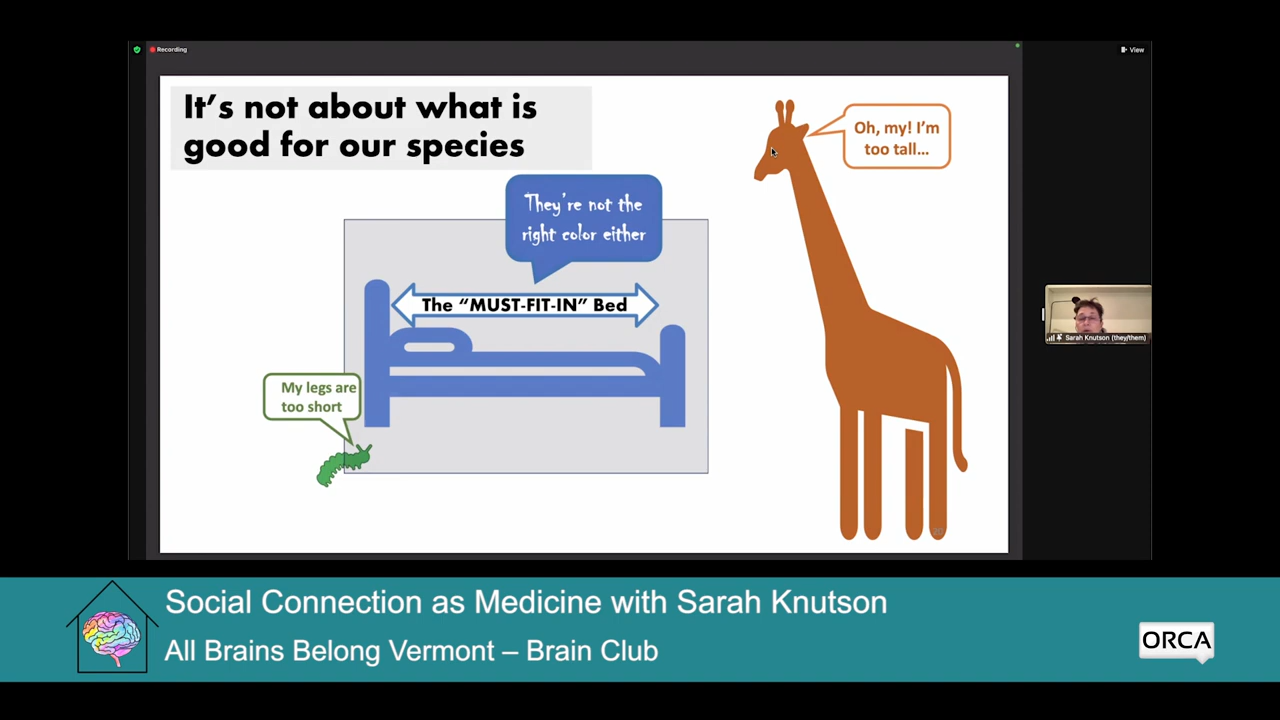 Recording
View
It's not about what is
good for our species
Oh, my! I'm
too tall...
They're not the
right color either
The "MUST-FIT-IN" Bed
My legs are
too short
Sarah Knutson (they/them)
Social Connection as Medicine with Sarah Knutson
All Brains Belong Vermont – Brain Club
ORCA